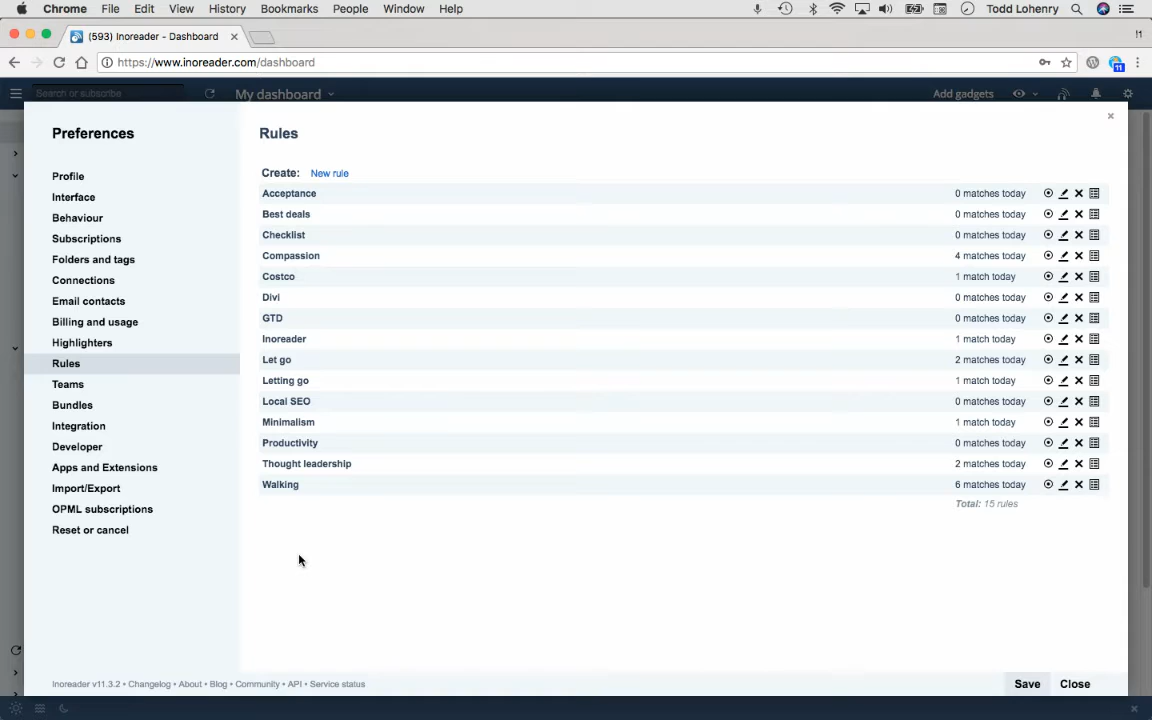 Chrome File Edit View History Bookmarks People Window Help Todd Lohenry
(593) Inoreader - Dashboard
https://www.inoreader.com/dashboard
11
Search or subscribe My dashboard Add gadgets
Preferences
Profile
Interface
Behaviour
Subscriptions
Folders and tags
Connections
Email contacts
Billing and usage
Highlighters
Rules
Teams
Bundles
Integration
Developer
Apps and Extensions
Import/Export
OPML subscriptions
Reset or cancel
Rules
Create: New rule
Acceptance 0 matches today
Best deals 0 matches today
Checklist 0 matches today
Compassion 4 matches today
Costco 1 match today
Divi 0 matches today
GTD 0 matches today
Inoreader 1 match today
Let go 2 matches today
Letting go 1 match today
Local SEO 0 matches today
Minimalism 1 match today
Productivity 0 matches today
Thought leadership 2 matches today
Walking 6 matches today
Total: 15 rules
Inoreader v11.3.2 • Changelog • About • Blog • Community • API • Service status
Save Close